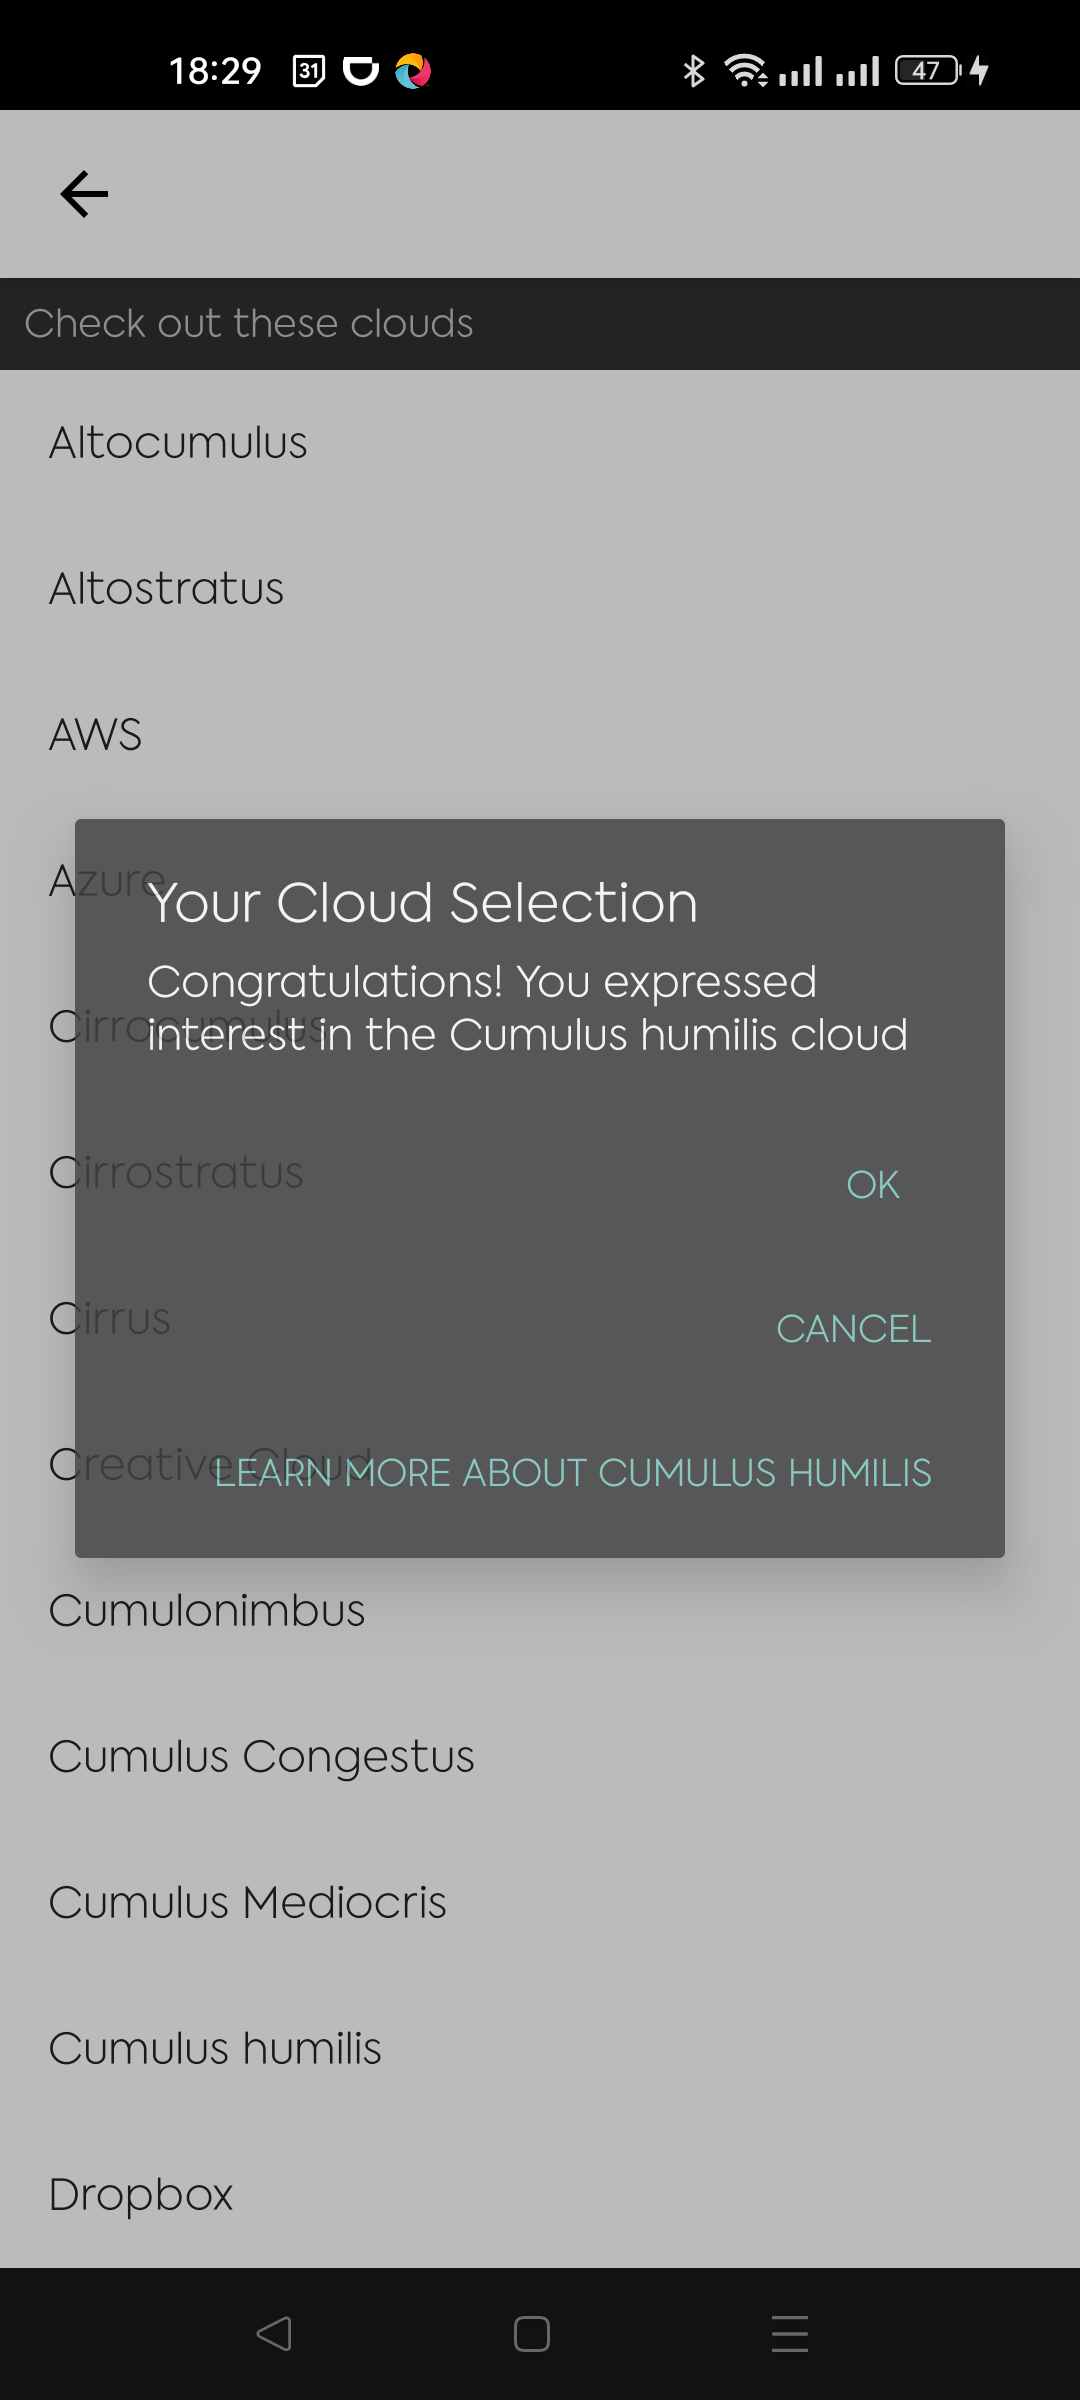 18:29 31 47
Check out these clouds
Altocumulus
Altostratus
AWS
Azure
Your Cloud Selection
Congratulations! You expressed
Cirrocumulus
interest in the Cumulus humilis cloud
Cirrostratus
OK
Cirrus
CANCEL
Creative Cloud
LEARN MORE ABOUT CUMULUS HUMILIS
Cumulonimbus
Cumulus Congestus
Cumulus Mediocris
Cumulus humilis
Dropbox